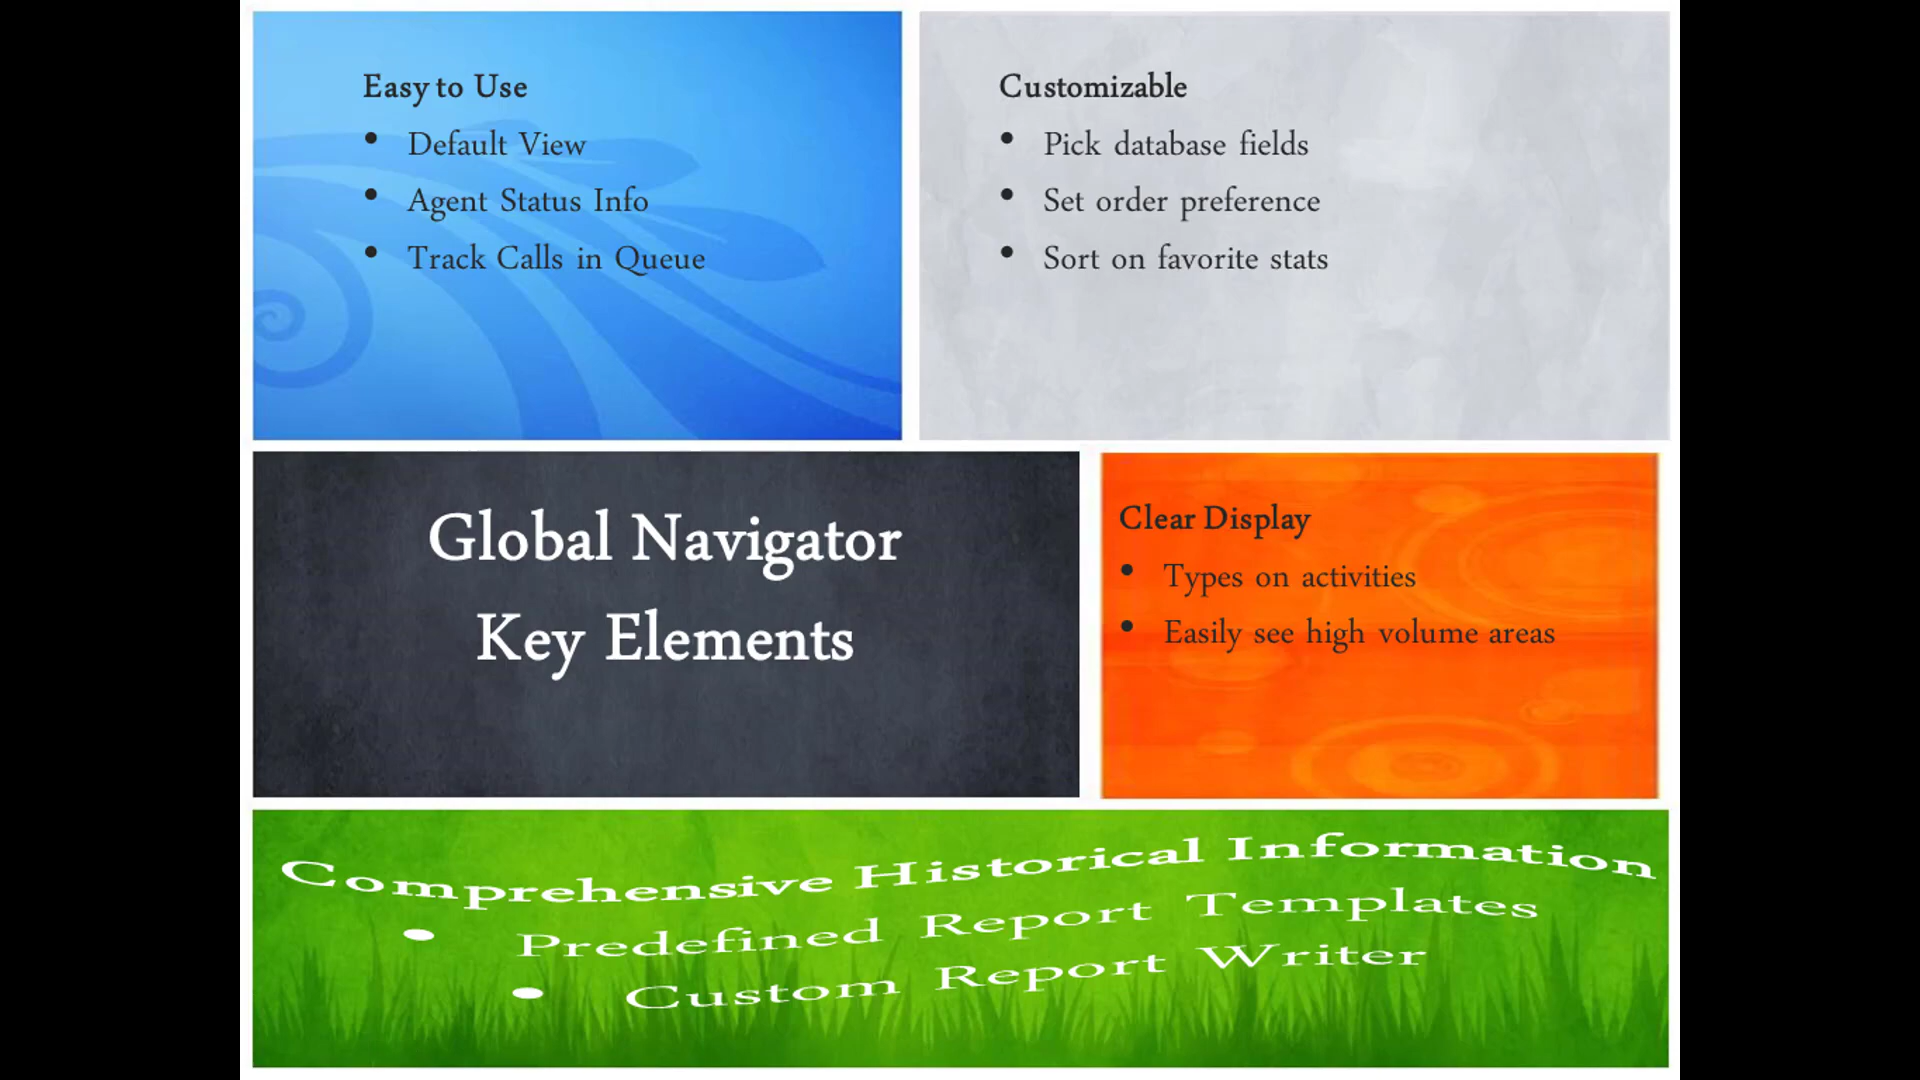 Easy to Use
• Default View
• Agent Status Info
• Track Calls in Queue
Customizable
• Pick database fields
• Set order preference
• Sort on favorite stats
Global Navigator
Key Elements
Clear Display
• Types on activities
• Easily see high volume areas
Comprehensive Historical Information
• Predefined Report Templates
• Custom Report Writer